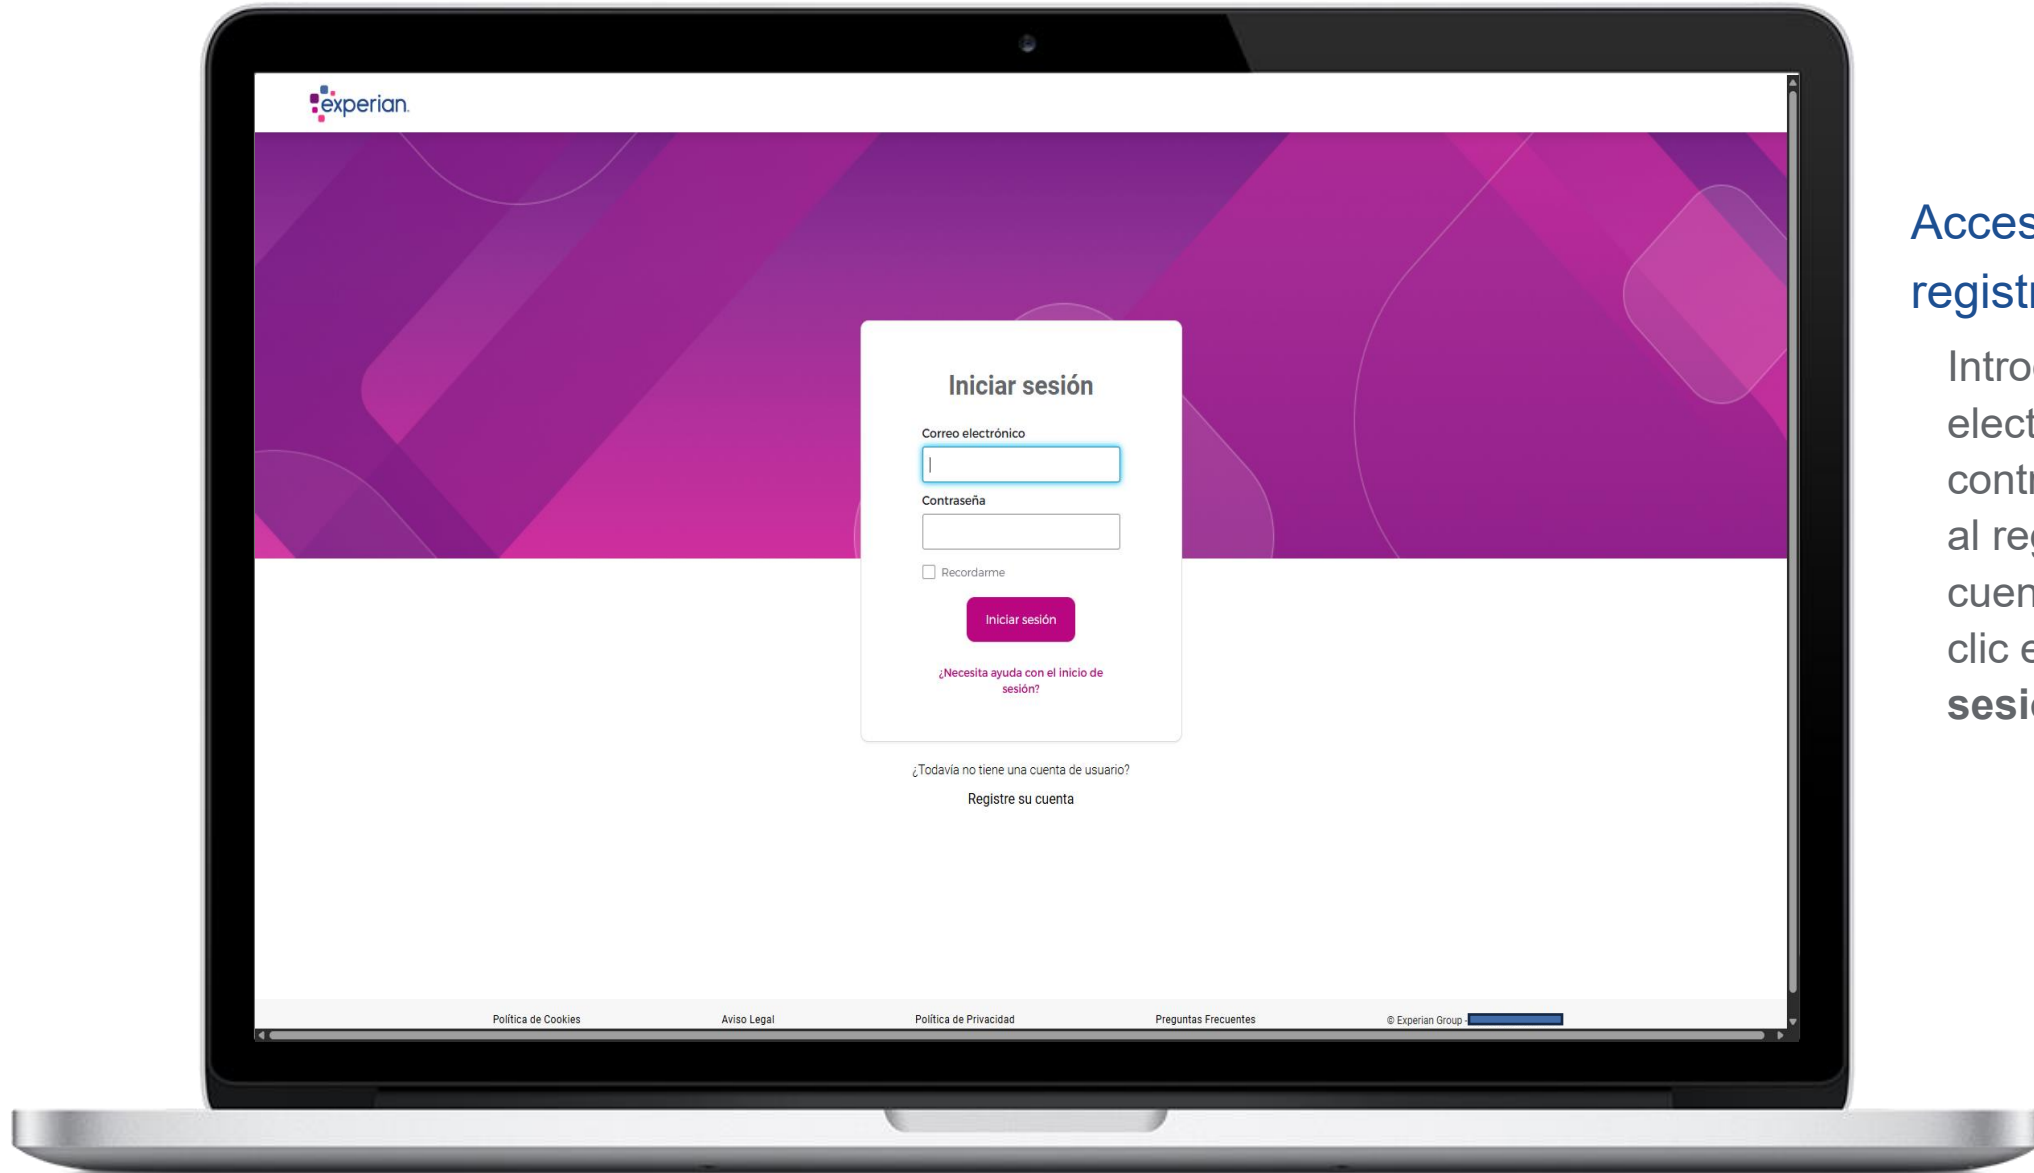 experian.
Iniciar sesión
Correo electrónico
Contraseña
Recordarme
Iniciar sesión
¿Necesita ayuda con el inicio de
sesión?
¿Todavía no tiene una cuenta de usuario?
Registre su cuenta
Política de Cookies Aviso Legal Política de Privacidad Preguntas Frecuentes © Experian Group -
al
clic